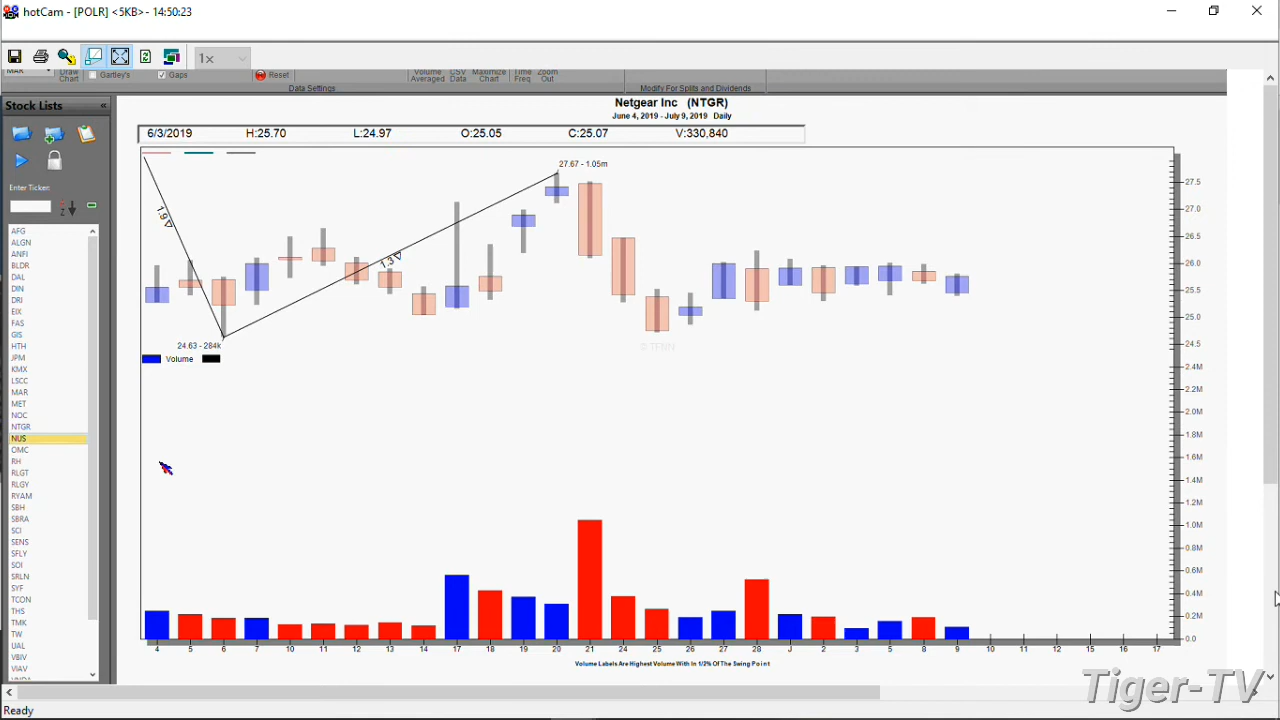 hotCam - [POLR] <5KB> - 14:50:23
1x
MAR
Draw Chart
Gartley's
Gaps
Reset
Volume Averaged
CSV Data
Maximize Chart
Time Freq
Zoom Out
Data Settings
Modify For Splits and Dividends
Stock Lists «
Enter Ticker:
AFG
ALGN
ANFI
BLDR
DAL
DIN
DRI
EIX
FAS
GIS
HTH
JPM
KMX
LSCC
MAR
MET
NOC
NTGR
NUS
OMC
RH
RLGT
RLGY
RYAM
SBH
SBRA
SCI
SENS
SFLY
SOI
SRLN
SYF
TCON
THS
TMK
TW
UAL
VBIV
VIAV
Netgear Inc (NTGR)
June 4, 2019 - July 9, 2019 Daily
6/3/2019 H:25.70 L:24.97 O:25.05 C:25.07 V:330,840
27.67 - 1.05m
1.9
1.3
24.63 - 284k
Volume
27.5
27.0
26.5
26.0
25.5
25.0
24.5
2.4M
2.2M
2.0M
1.8M
1.6M
1.4M
1.2M
1.0M
0.8M
0.6M
0.4M
0.2M
0.0
4 5 6 7 10 11 12 13 14 17 18 19 20 21 24 25 26 27 28 J 2 3 5 8 9 10 11 12 15 16 17
Volume Labels Are Highest Volume With In 1/2% Of The Swing Point
Tiger-TV
Ready